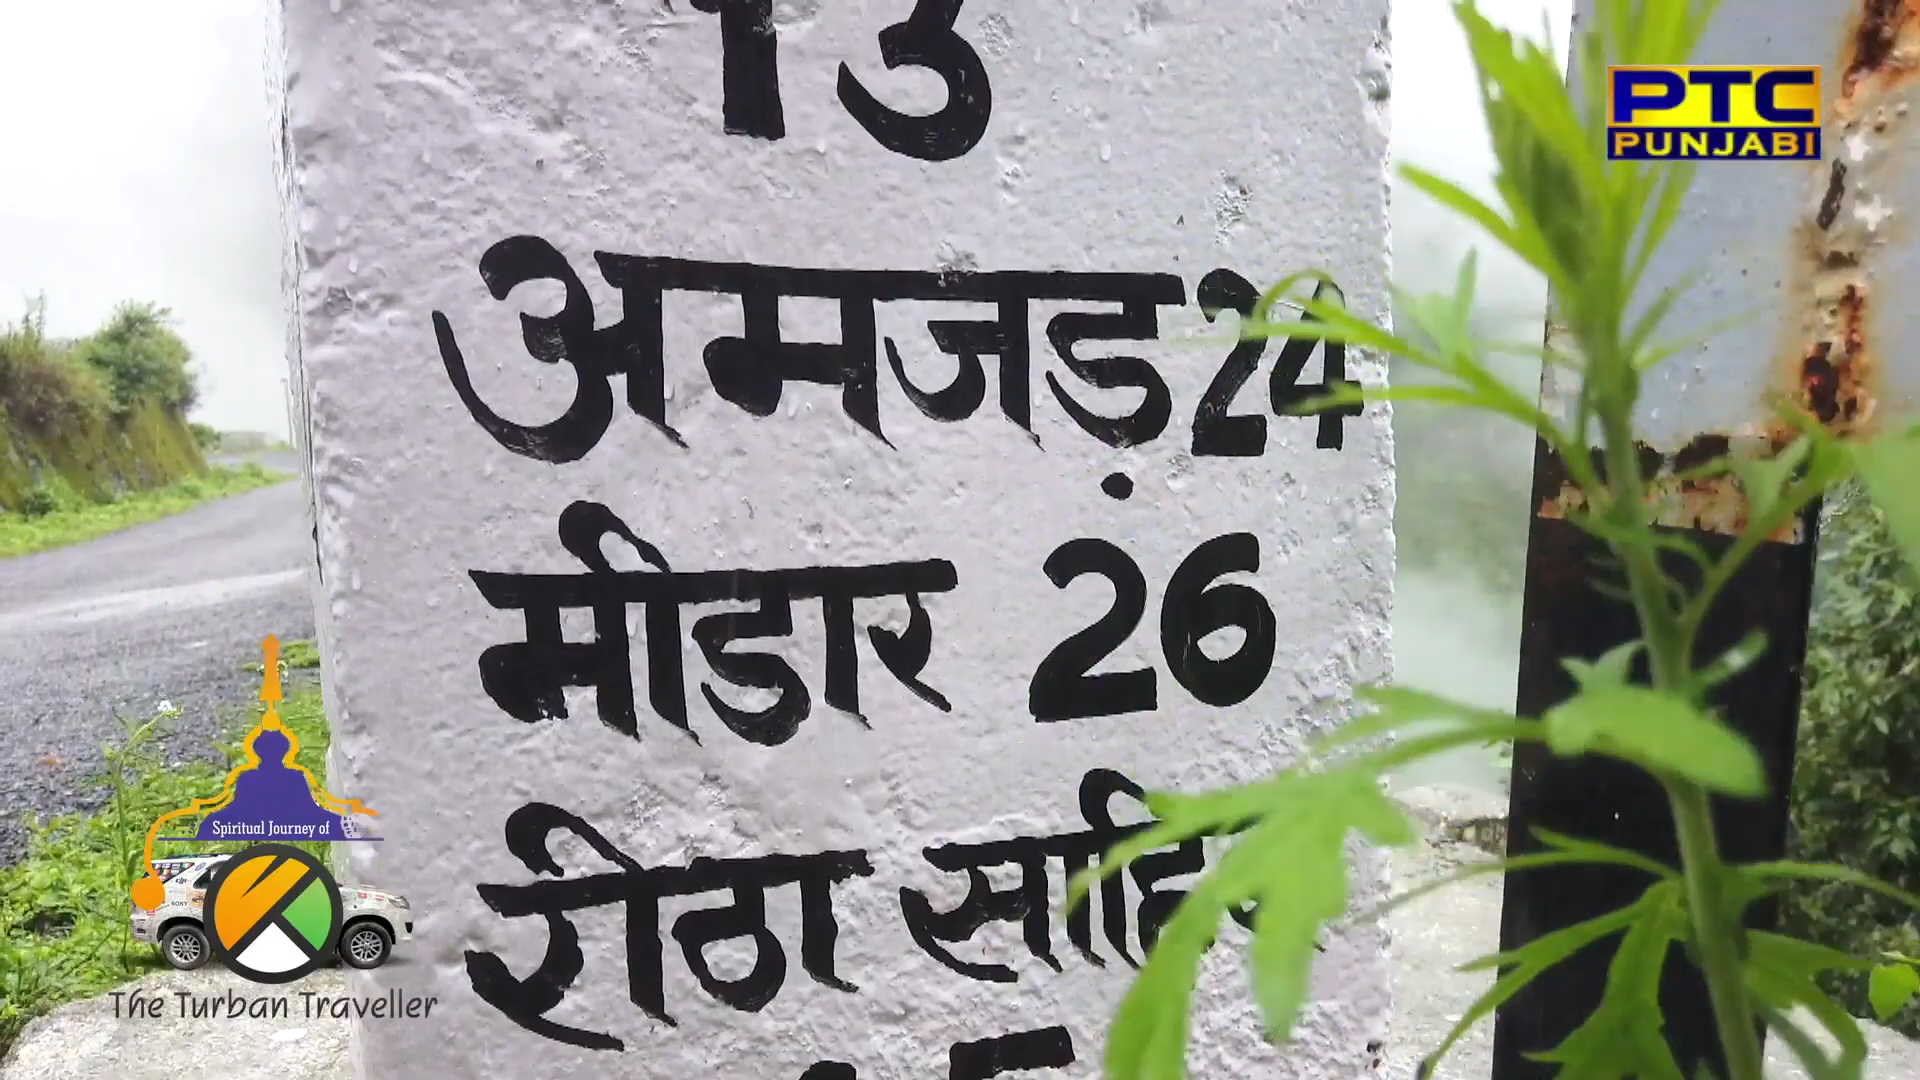 13
PTC
PUNJABI
अमजड़ 24
मीडार 26
रीठा साहिब
Spiritual Journey of
The Turban Traveller